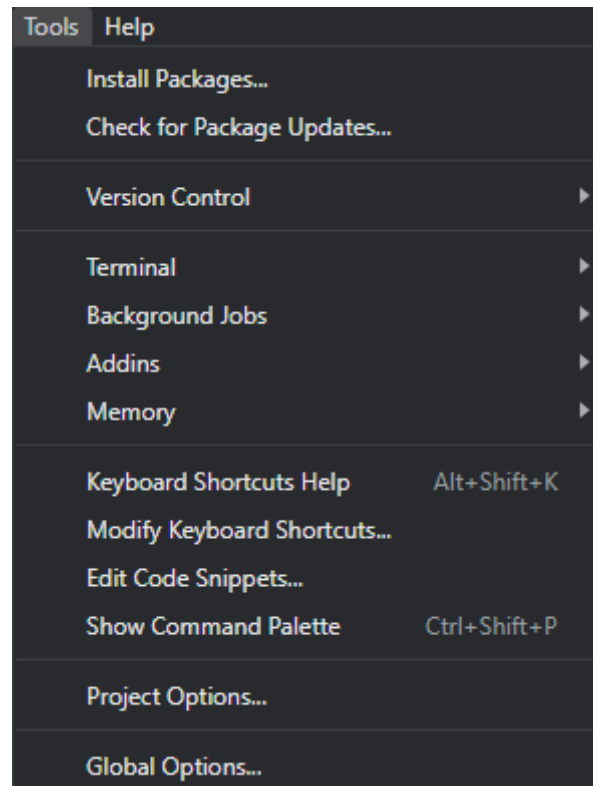 Tools Help
Install Packages...
Check for Package Updates...
Version Control
Terminal
Background Jobs
Addins
Memory
Keyboard Shortcuts Help Alt+Shift+K
Modify Keyboard Shortcuts...
Edit Code Snippets...
Show Command Palette Ctrl+Shift+P
Project Options...
Global Options...